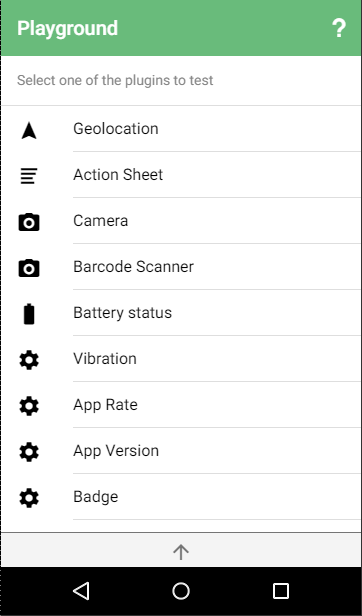 Playground ?
Select one of the plugins to test
Geolocation
Action Sheet
Camera
Barcode Scanner
Battery status
Vibration
App Rate
App Version
Badge